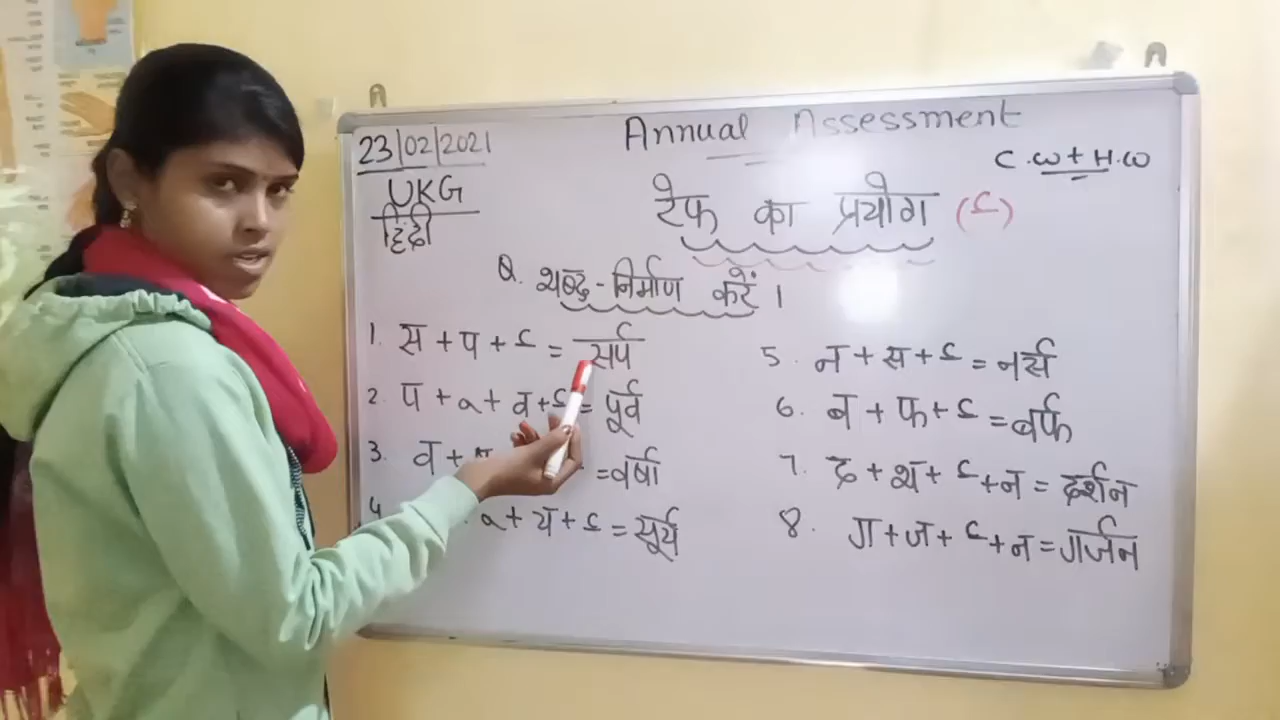 23/02/2021
Annual Assessment
C.W + H.W
UKG
हिंदी
रेफ का प्रयोग (र्)
Q. शब्द-निर्माण करें।
1. स + प + र् = सर्प
2. प + ू + व + र् = पूर्व
3. व + = वर्षा
4 ू + य + र् = सूर्य
5. न + स + र् = नर्स
6. ब + फ + र् = बर्फ
7. द + श + र् + न = दर्शन
8. ग + ज + र् + न = गर्जन